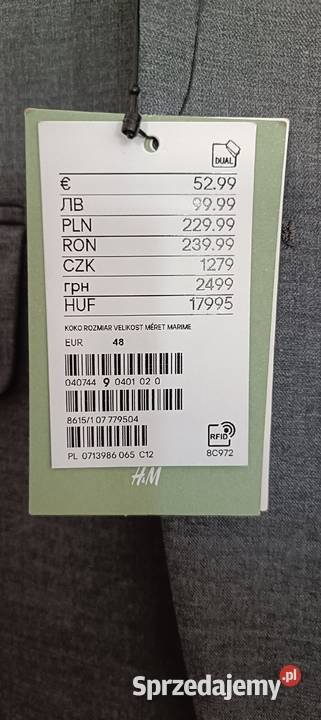 DUAL
€ 52.99
ЛВ 99.99
PLN 229.99
RON 239.99
CZK 1279
грн 2499
HUF 17995
KOKO ROZMIAR VELIKOST MÉRET MARIME
EUR 48
040744 9 0401 02 0
8615/1 07 779504
RFID
PL 0713986 065 C12 8C972
H&M
Sprzedajemy.pl